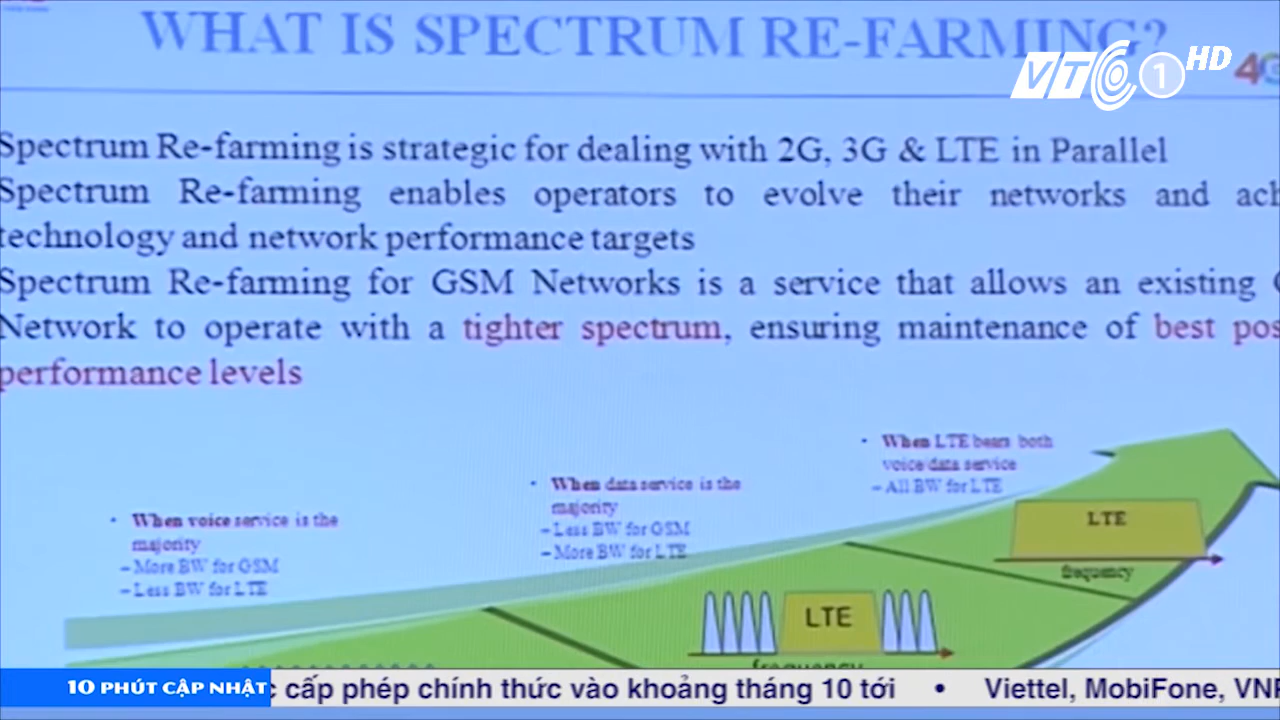 WHAT IS SPECTRUM RE-FARMING?
VTC 1 HD
4G
Spectrum Re-farming is strategic for dealing with 2G, 3G & LTE in Parallel
Spectrum Re-farming enables operators to evolve their networks and
technology and network performance targets
Spectrum Re-farming for GSM Networks is a service that allows an existing
Network to operate with a tighter spectrum, ensuring maintenance of best
performance levels
• When LTE bears both
voice/data service
– All BW for LTE
• When data service is the
majority
– Less BW for GSM
– More BW for LTE
• When voice service is the
majority
– More BW for GSM
– Less BW for LTE
LTE
frequency
LTE
frequency
10 PHÚT CẬP NHẬT
cấp phép chính thức vào khoảng tháng 10 tới • Viettel, MobiFone,